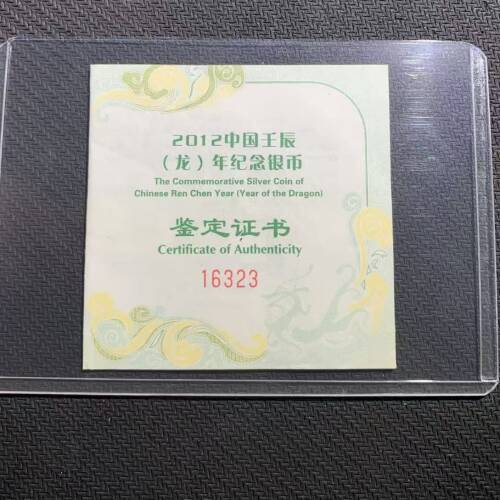 2012中国壬辰
（龙）年纪念银币
The Commemorative Silver Coin of
Chinese Ren Chen Year (Year of the Dragon)
鉴定证书
Certificate of Authenticity
16323